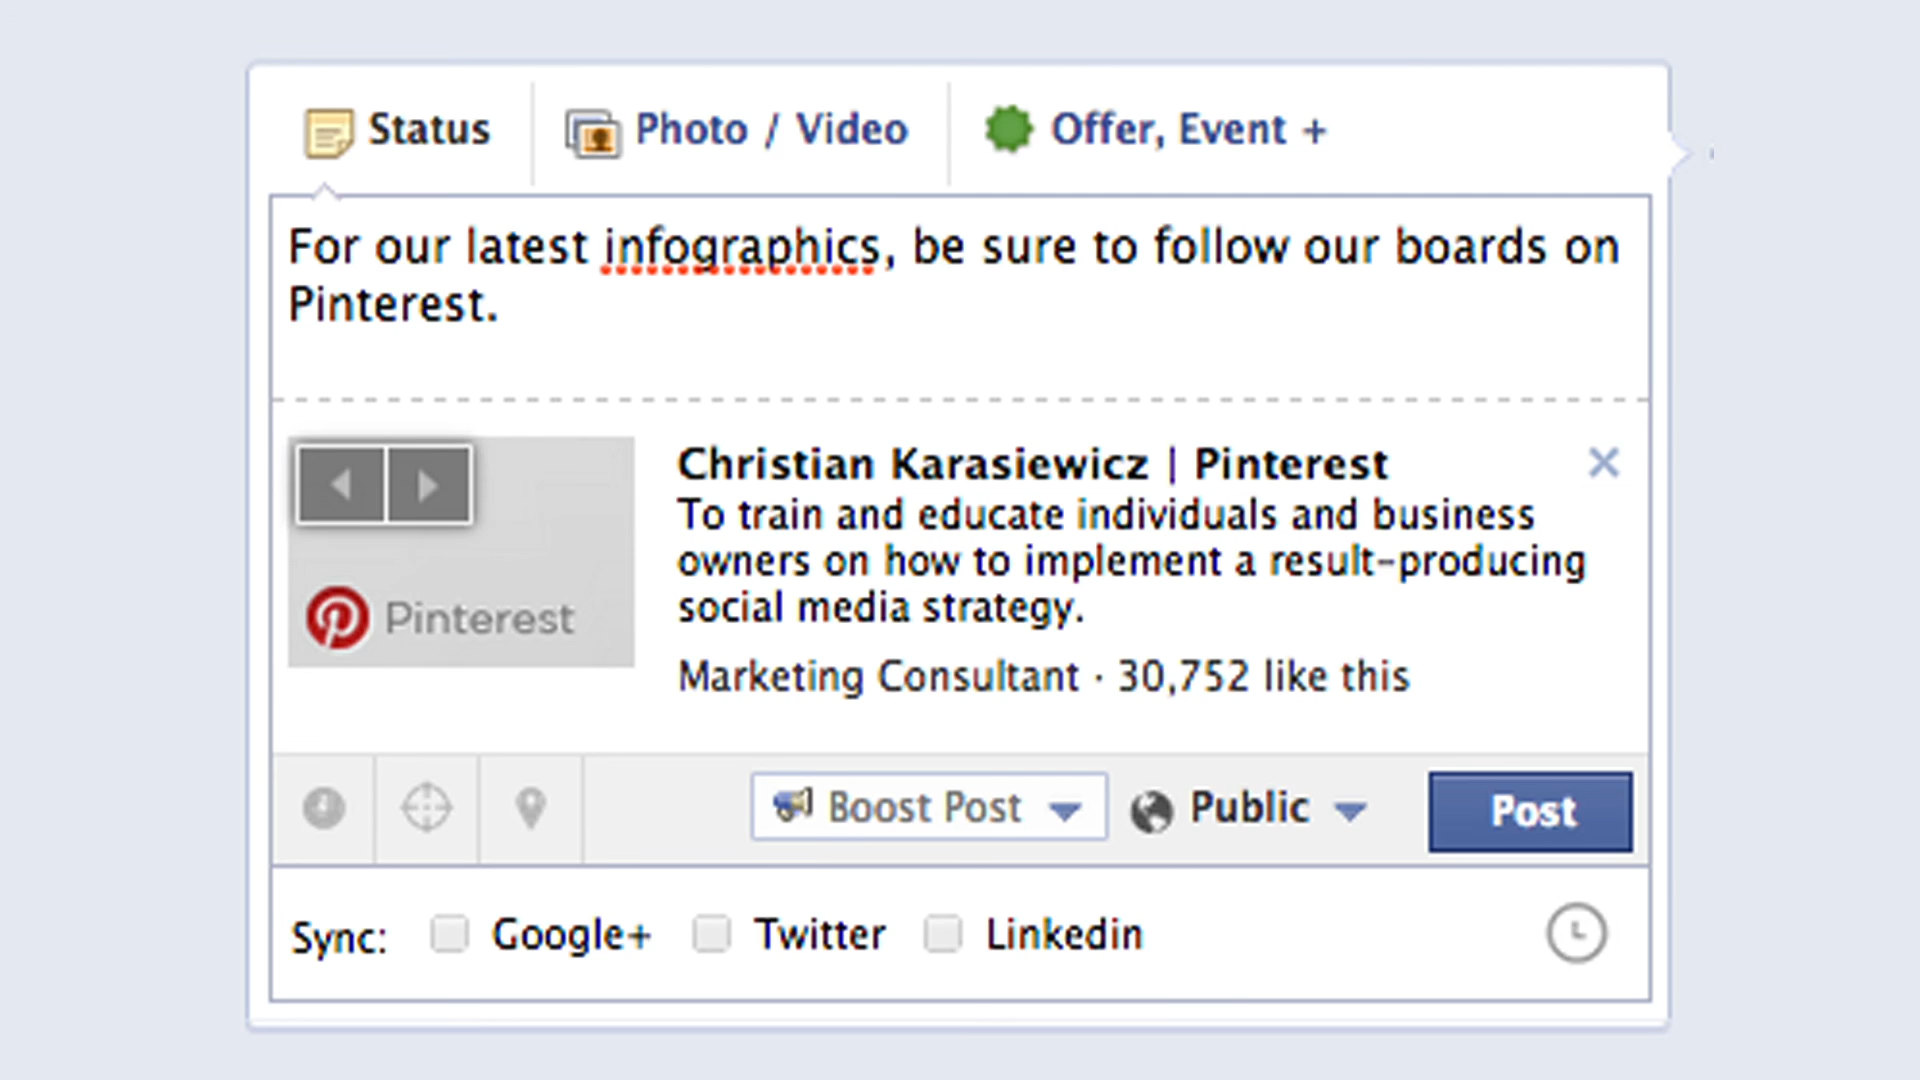 Status
Photo / Video
Offer, Event +
For our latest infographics, be sure to follow our boards on
Pinterest.
Pinterest
Christian Karasiewicz | Pinterest
To train and educate individuals and business
owners on how to implement a result-producing
social media strategy.
Marketing Consultant · 30,752 like this
Boost Post
Public
Post
Sync: Google+ Twitter Linkedin